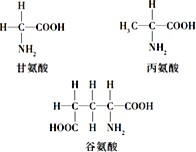 H
H—C—COOH
NH₂
甘氨酸
H
H₃C—C—COOH
NH₂
丙氨酸
H H H
H—C—C—C—COOH
HOOC H NH₂
谷氨酸